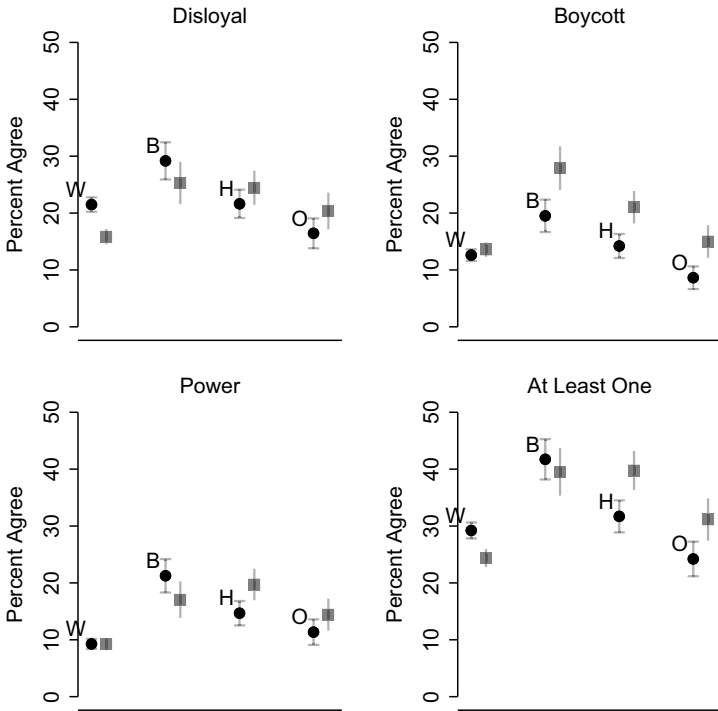 Disloyal
Percent Agree
50
40
30
20
10
0
W
B
H
O
Boycott
Percent Agree
50
40
30
20
10
0
W
B
H
O
Power
Percent Agree
50
40
30
20
10
0
W
B
H
O
At Least One
Percent Agree
50
40
30
20
10
0
W
B
H
O